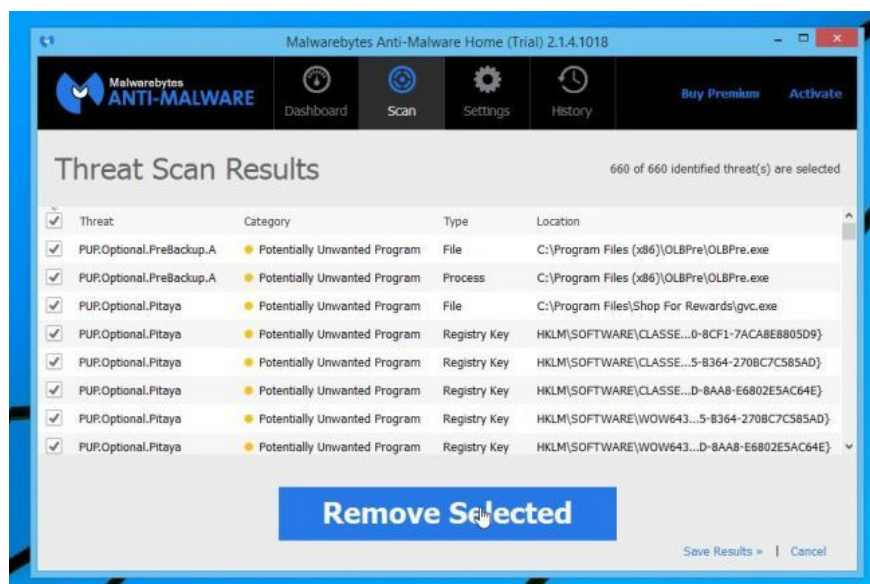 Malwarebytes Anti-Malware Home (Trial) 2.1.4.1018
Malwarebytes
ANTI-MALWARE
Dashboard
Scan
Settings
History
Buy Premium
Activate
Threat Scan Results
660 of 660 identified threat(s) are selected
Threat Category Type Location
PUP.Optional.PreBackup.A Potentially Unwanted Program File C:\Program Files (x86)\OLBPre\OLBPre.exe
PUP.Optional.PreBackup.A Potentially Unwanted Program Process C:\Program Files (x86)\OLBPre\OLBPre.exe
PUP.Optional.Pitaya Potentially Unwanted Program File C:\Program Files\Shop For Rewards\gvc.exe
PUP.Optional.Pitaya Potentially Unwanted Program Registry Key HKLM\SOFTWARE\CLASSE...0-8CF1-7ACA8E8805D9}
PUP.Optional.Pitaya Potentially Unwanted Program Registry Key HKLM\SOFTWARE\CLASSE...5-B364-270BC7C585AD}
PUP.Optional.Pitaya Potentially Unwanted Program Registry Key HKLM\SOFTWARE\CLASSE...D-8AA8-E6802E5AC64E}
PUP.Optional.Pitaya Potentially Unwanted Program Registry Key HKLM\SOFTWARE\WOW643...5-B364-270BC7C585AD}
PUP.Optional.Pitaya Potentially Unwanted Program Registry Key HKLM\SOFTWARE\WOW643...D-8AA8-E6802E5AC64E}
Remove Selected
Save Results » | Cancel